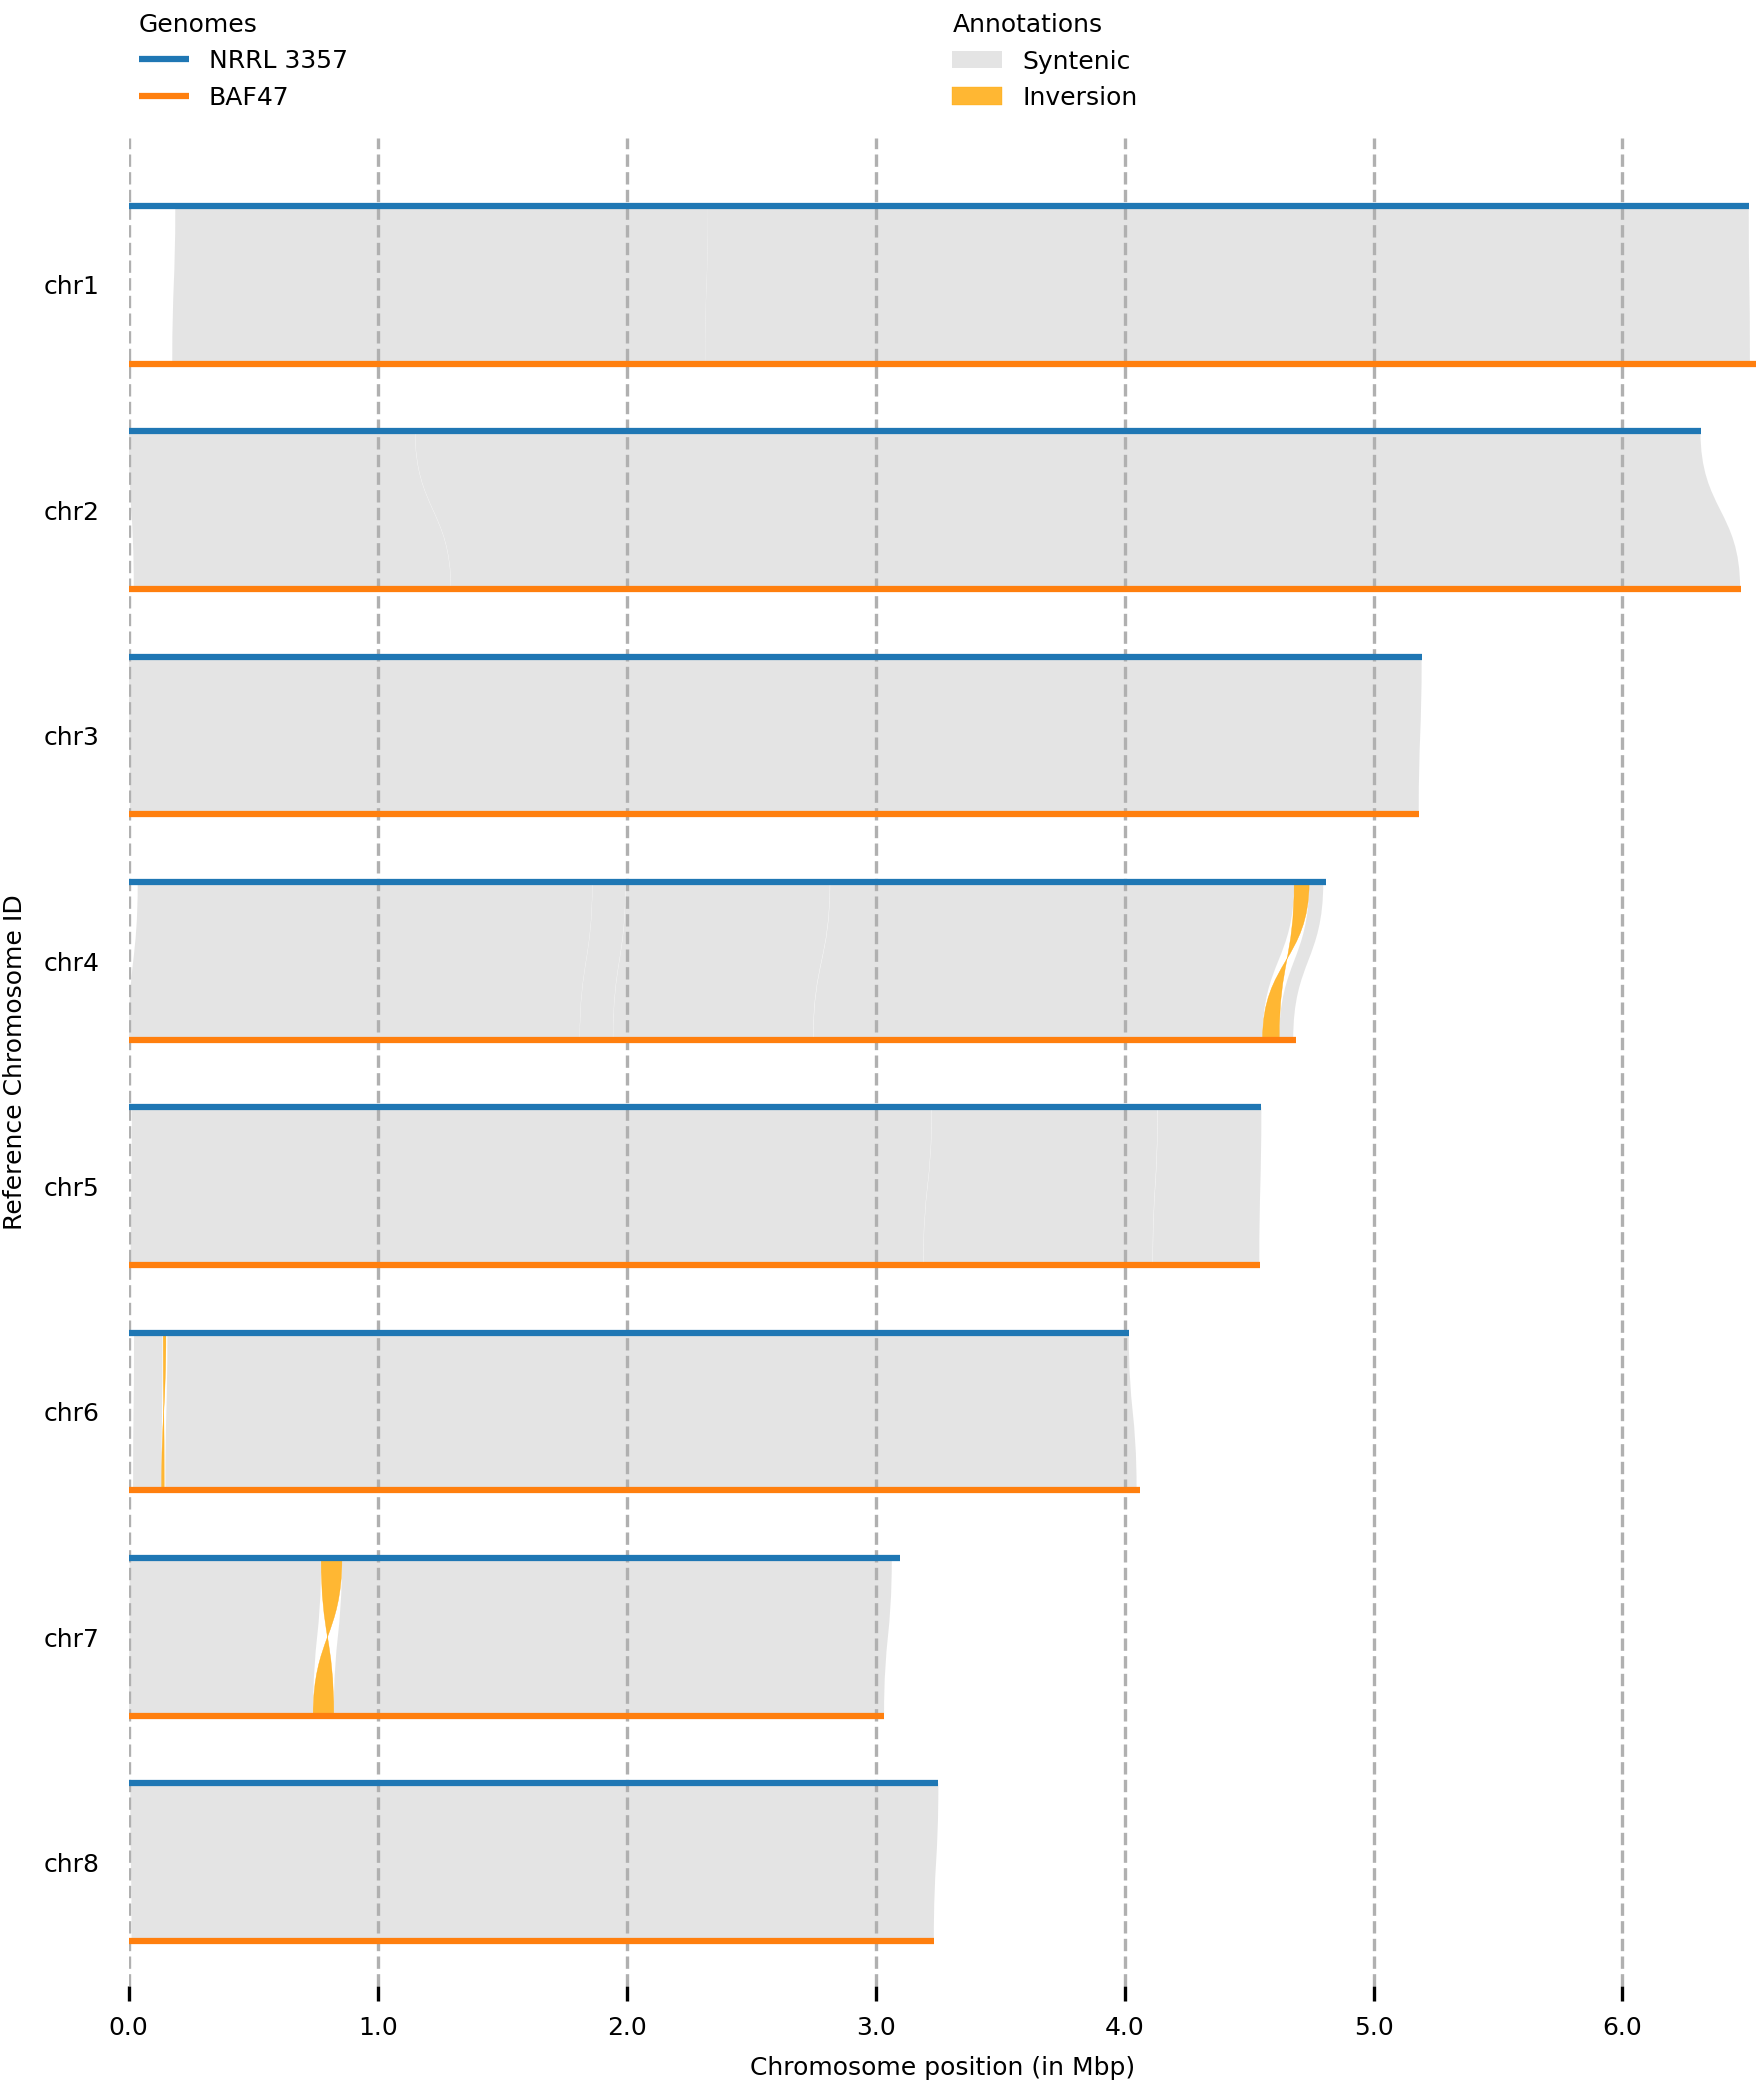 Genomes
NRRL 3357
BAF47
Annotations
Syntenic
Inversion
Reference Chromosome ID
chr1
chr2
chr3
chr4
chr5
chr6
chr7
chr8
0.0 1.0 2.0 3.0 4.0 5.0 6.0
Chromosome position (in Mbp)